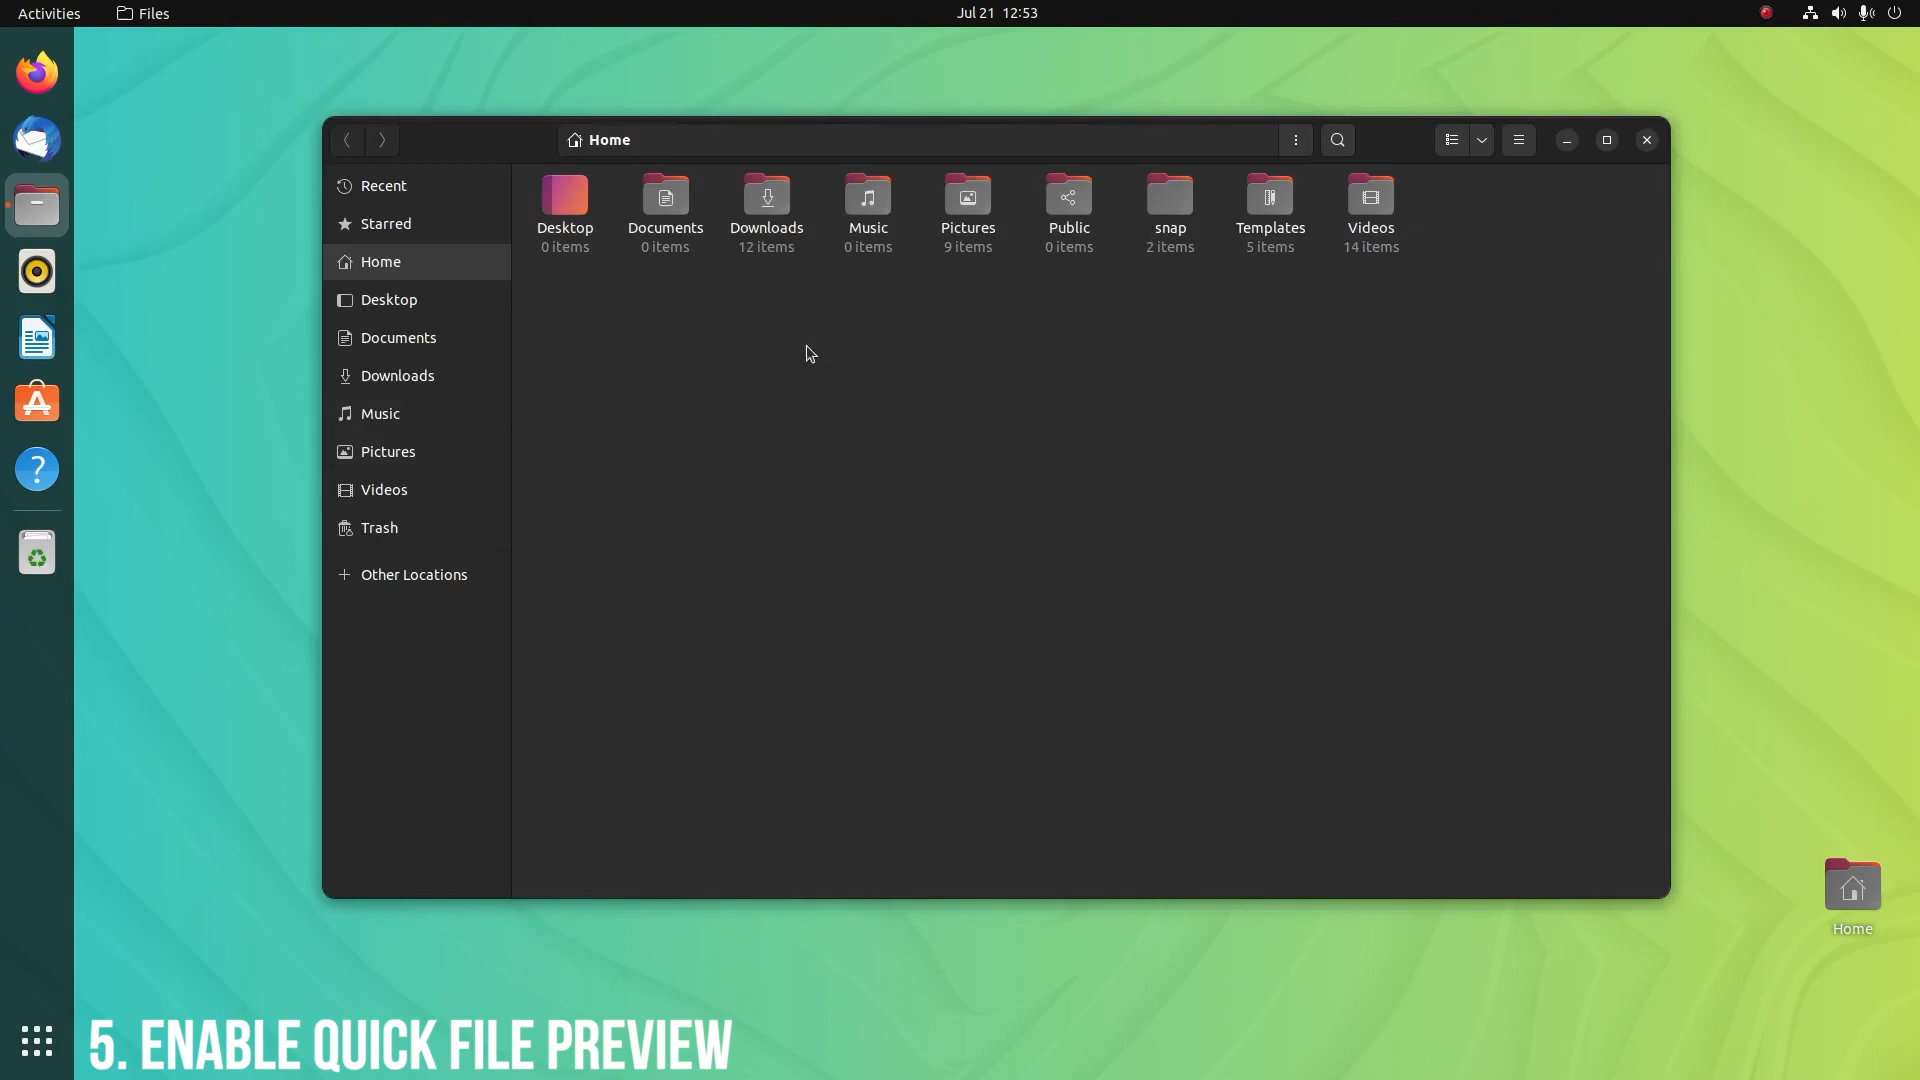 Activities
Files
Jul 21 12:53
Home
Recent
Starred
Home
Desktop
Documents
Downloads
Music
Pictures
Videos
Trash
Other Locations
Desktop
0 items
Documents
0 items
Downloads
12 items
Music
0 items
Pictures
9 items
Public
0 items
snap
2 items
Templates
5 items
Videos
14 items
Home
5. ENABLE QUICK FILE PREVIEW